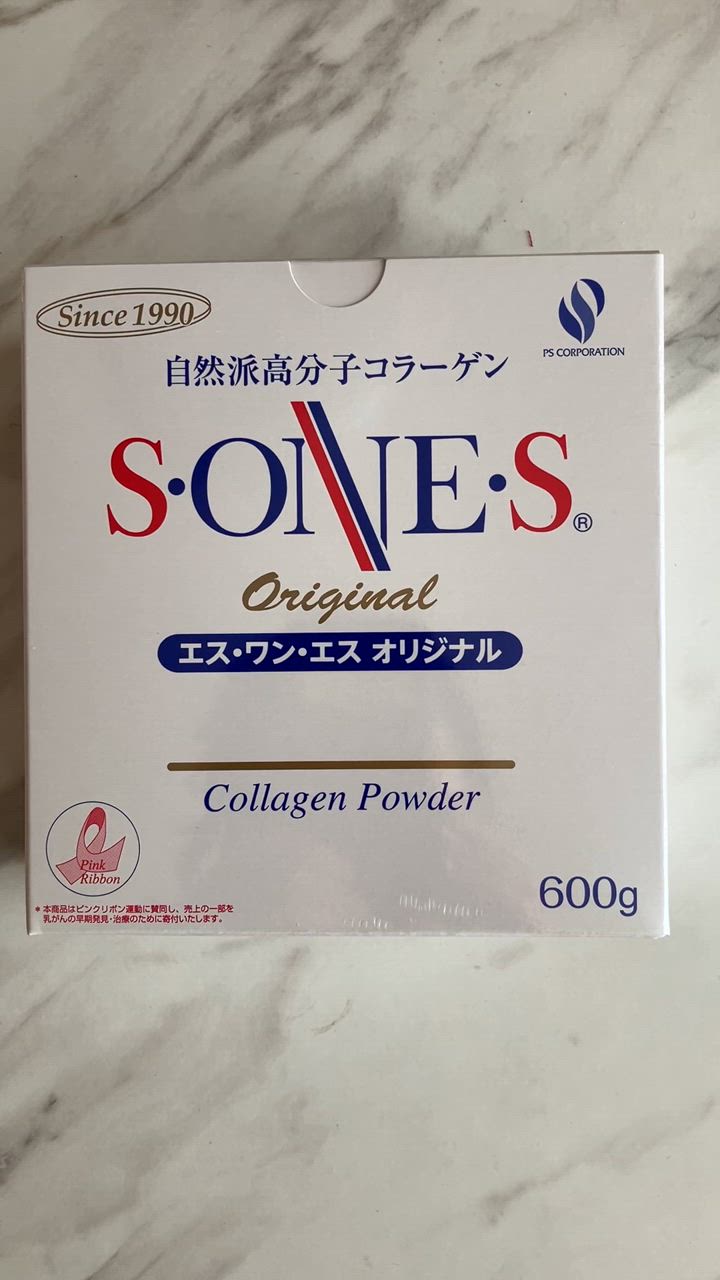 Since 1990
PS CORPORATION
自然派高分子コラーゲン
S·ONE·S®
Original
エス・ワン・エス オリジナル
Collagen Powder
Pink
Ribbon
600g
*本商品はピンクリボン運動に賛同し、売上の一部を
乳がんの早期発見・治療のために寄付いたします。